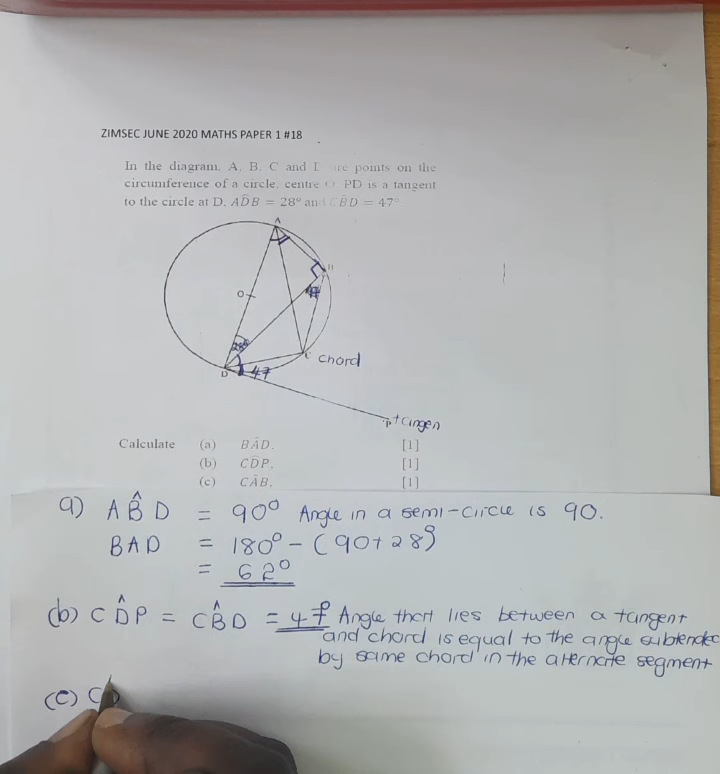 ZIMSEC JUNE 2020 MATHS PAPER 1 #18
In the diagram, A, B, C and D are points on the
circumference of a circle, centre O. PD is a tangent
to the circle at D, AD̂B = 28° and CB̂D = 47°
A
B
47
O
28°
C chord
D 47
P tangen
Calculate (a) BÂD, [1]
(b) CD̂P, [1]
(c) CÂB. [1]
a) AB̂D = 90° Angle in a semi-circle is 90.
BAD = 180° - (90+28)
= 62°
(b) CD̂P = CB̂D = 47° Angle that lies between a tangent
and chord is equal to the angle subtended
by same chord in the alternate segment
(c) C